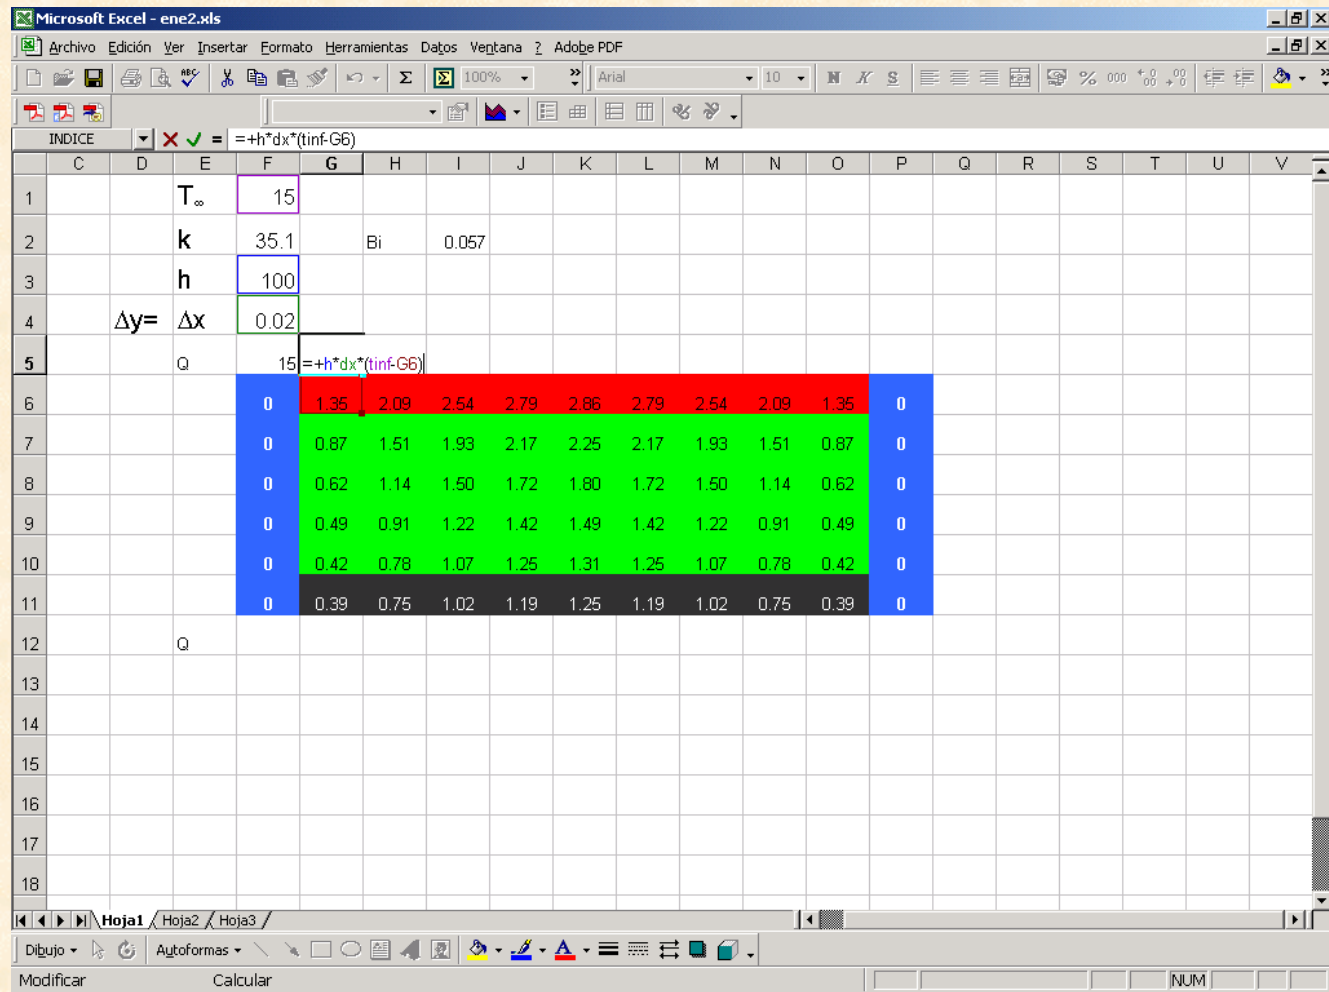 Microsoft Excel - ene2.xls
Archivo Edición Ver Insertar Formato Herramientas Datos Ventana ? Adobe PDF
ABC Σ Σ 100% Arial 10 N K S % 000
INDICE = =+h*dx*(tinf-G6)
C D E F G H I J K L M N O P Q R S T U V
1 T∞ 15
2 k 35.1 Bi 0.057
3 h 100
4 Δy= Δx 0.02
5 Q 15 =+h*dx*(tinf-G6)
6 0 1.35 2.09 2.54 2.79 2.86 2.79 2.54 2.09 1.35 0
7 0 0.87 1.51 1.93 2.17 2.25 2.17 1.93 1.51 0.87 0
8 0 0.62 1.14 1.50 1.72 1.80 1.72 1.50 1.14 0.62 0
9 0 0.49 0.91 1.22 1.42 1.49 1.42 1.22 0.91 0.49 0
10 0 0.42 0.78 1.07 1.25 1.31 1.25 1.07 0.78 0.42 0
11 0 0.39 0.75 1.02 1.19 1.25 1.19 1.02 0.75 0.39 0
12 Q
13
14
15
16
17
18
Hoja1 Hoja2 Hoja3
Dibujo Autoformas A
Modificar Calcular NUM